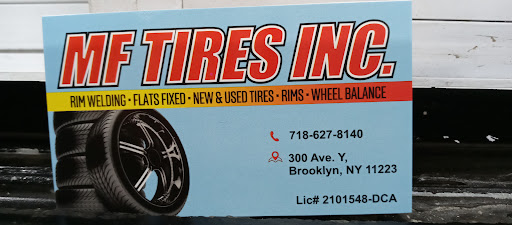 MF TIRES INC.
RIM WELDING • FLATS FIXED • NEW & USED TIRES • RIMS • WHEEL BALANCE
718-627-8140
300 Ave. Y,
Brooklyn, NY 11223
Lic# 2101548-DCA